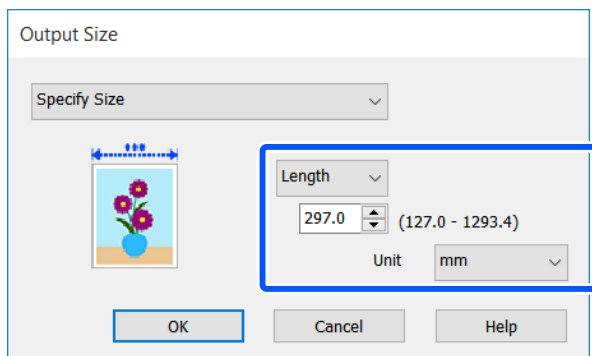 Output Size
Specify Size
Length
297.0 (127.0 - 1293.4)
Unit mm
OK Cancel Help